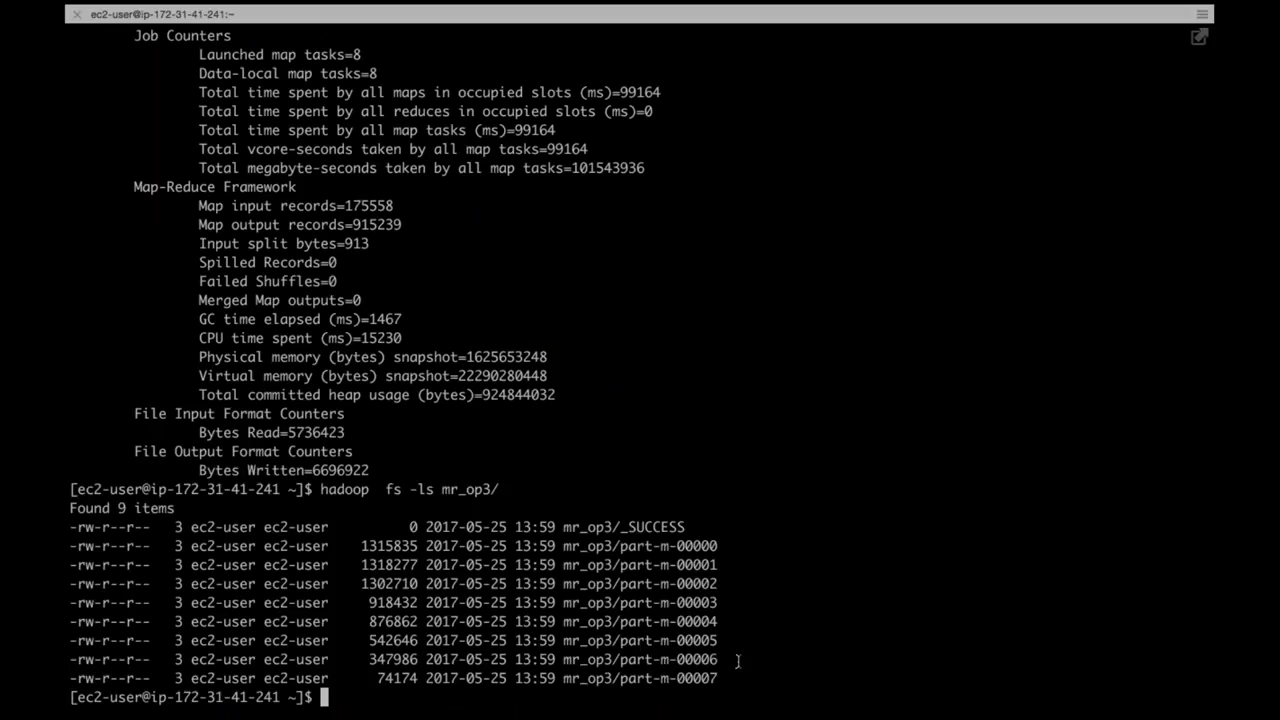 ec2-user@ip-172-31-41-241:~
Job Counters
Launched map tasks=8
Data-local map tasks=8
Total time spent by all maps in occupied slots (ms)=99164
Total time spent by all reduces in occupied slots (ms)=0
Total time spent by all map tasks (ms)=99164
Total vcore-seconds taken by all map tasks=99164
Total megabyte-seconds taken by all map tasks=101543936
Map-Reduce Framework
Map input records=175558
Map output records=915239
Input split bytes=913
Spilled Records=0
Failed Shuffles=0
Merged Map outputs=0
GC time elapsed (ms)=1467
CPU time spent (ms)=15230
Physical memory (bytes) snapshot=1625653248
Virtual memory (bytes) snapshot=22290280448
Total committed heap usage (bytes)=924844032
File Input Format Counters
Bytes Read=5736423
File Output Format Counters
Bytes Written=6696922
[ec2-user@ip-172-31-41-241 ~]$ hadoop  fs -ls mr_op3/
Found 9 items
-rw-r--r--   3 ec2-user ec2-user          0 2017-05-25 13:59 mr_op3/_SUCCESS
-rw-r--r--   3 ec2-user ec2-user    1315835 2017-05-25 13:59 mr_op3/part-m-00000
-rw-r--r--   3 ec2-user ec2-user    1318277 2017-05-25 13:59 mr_op3/part-m-00001
-rw-r--r--   3 ec2-user ec2-user    1302710 2017-05-25 13:59 mr_op3/part-m-00002
-rw-r--r--   3 ec2-user ec2-user     918432 2017-05-25 13:59 mr_op3/part-m-00003
-rw-r--r--   3 ec2-user ec2-user     876862 2017-05-25 13:59 mr_op3/part-m-00004
-rw-r--r--   3 ec2-user ec2-user     542646 2017-05-25 13:59 mr_op3/part-m-00005
-rw-r--r--   3 ec2-user ec2-user     347986 2017-05-25 13:59 mr_op3/part-m-00006
-rw-r--r--   3 ec2-user ec2-user      74174 2017-05-25 13:59 mr_op3/part-m-00007
[ec2-user@ip-172-31-41-241 ~]$